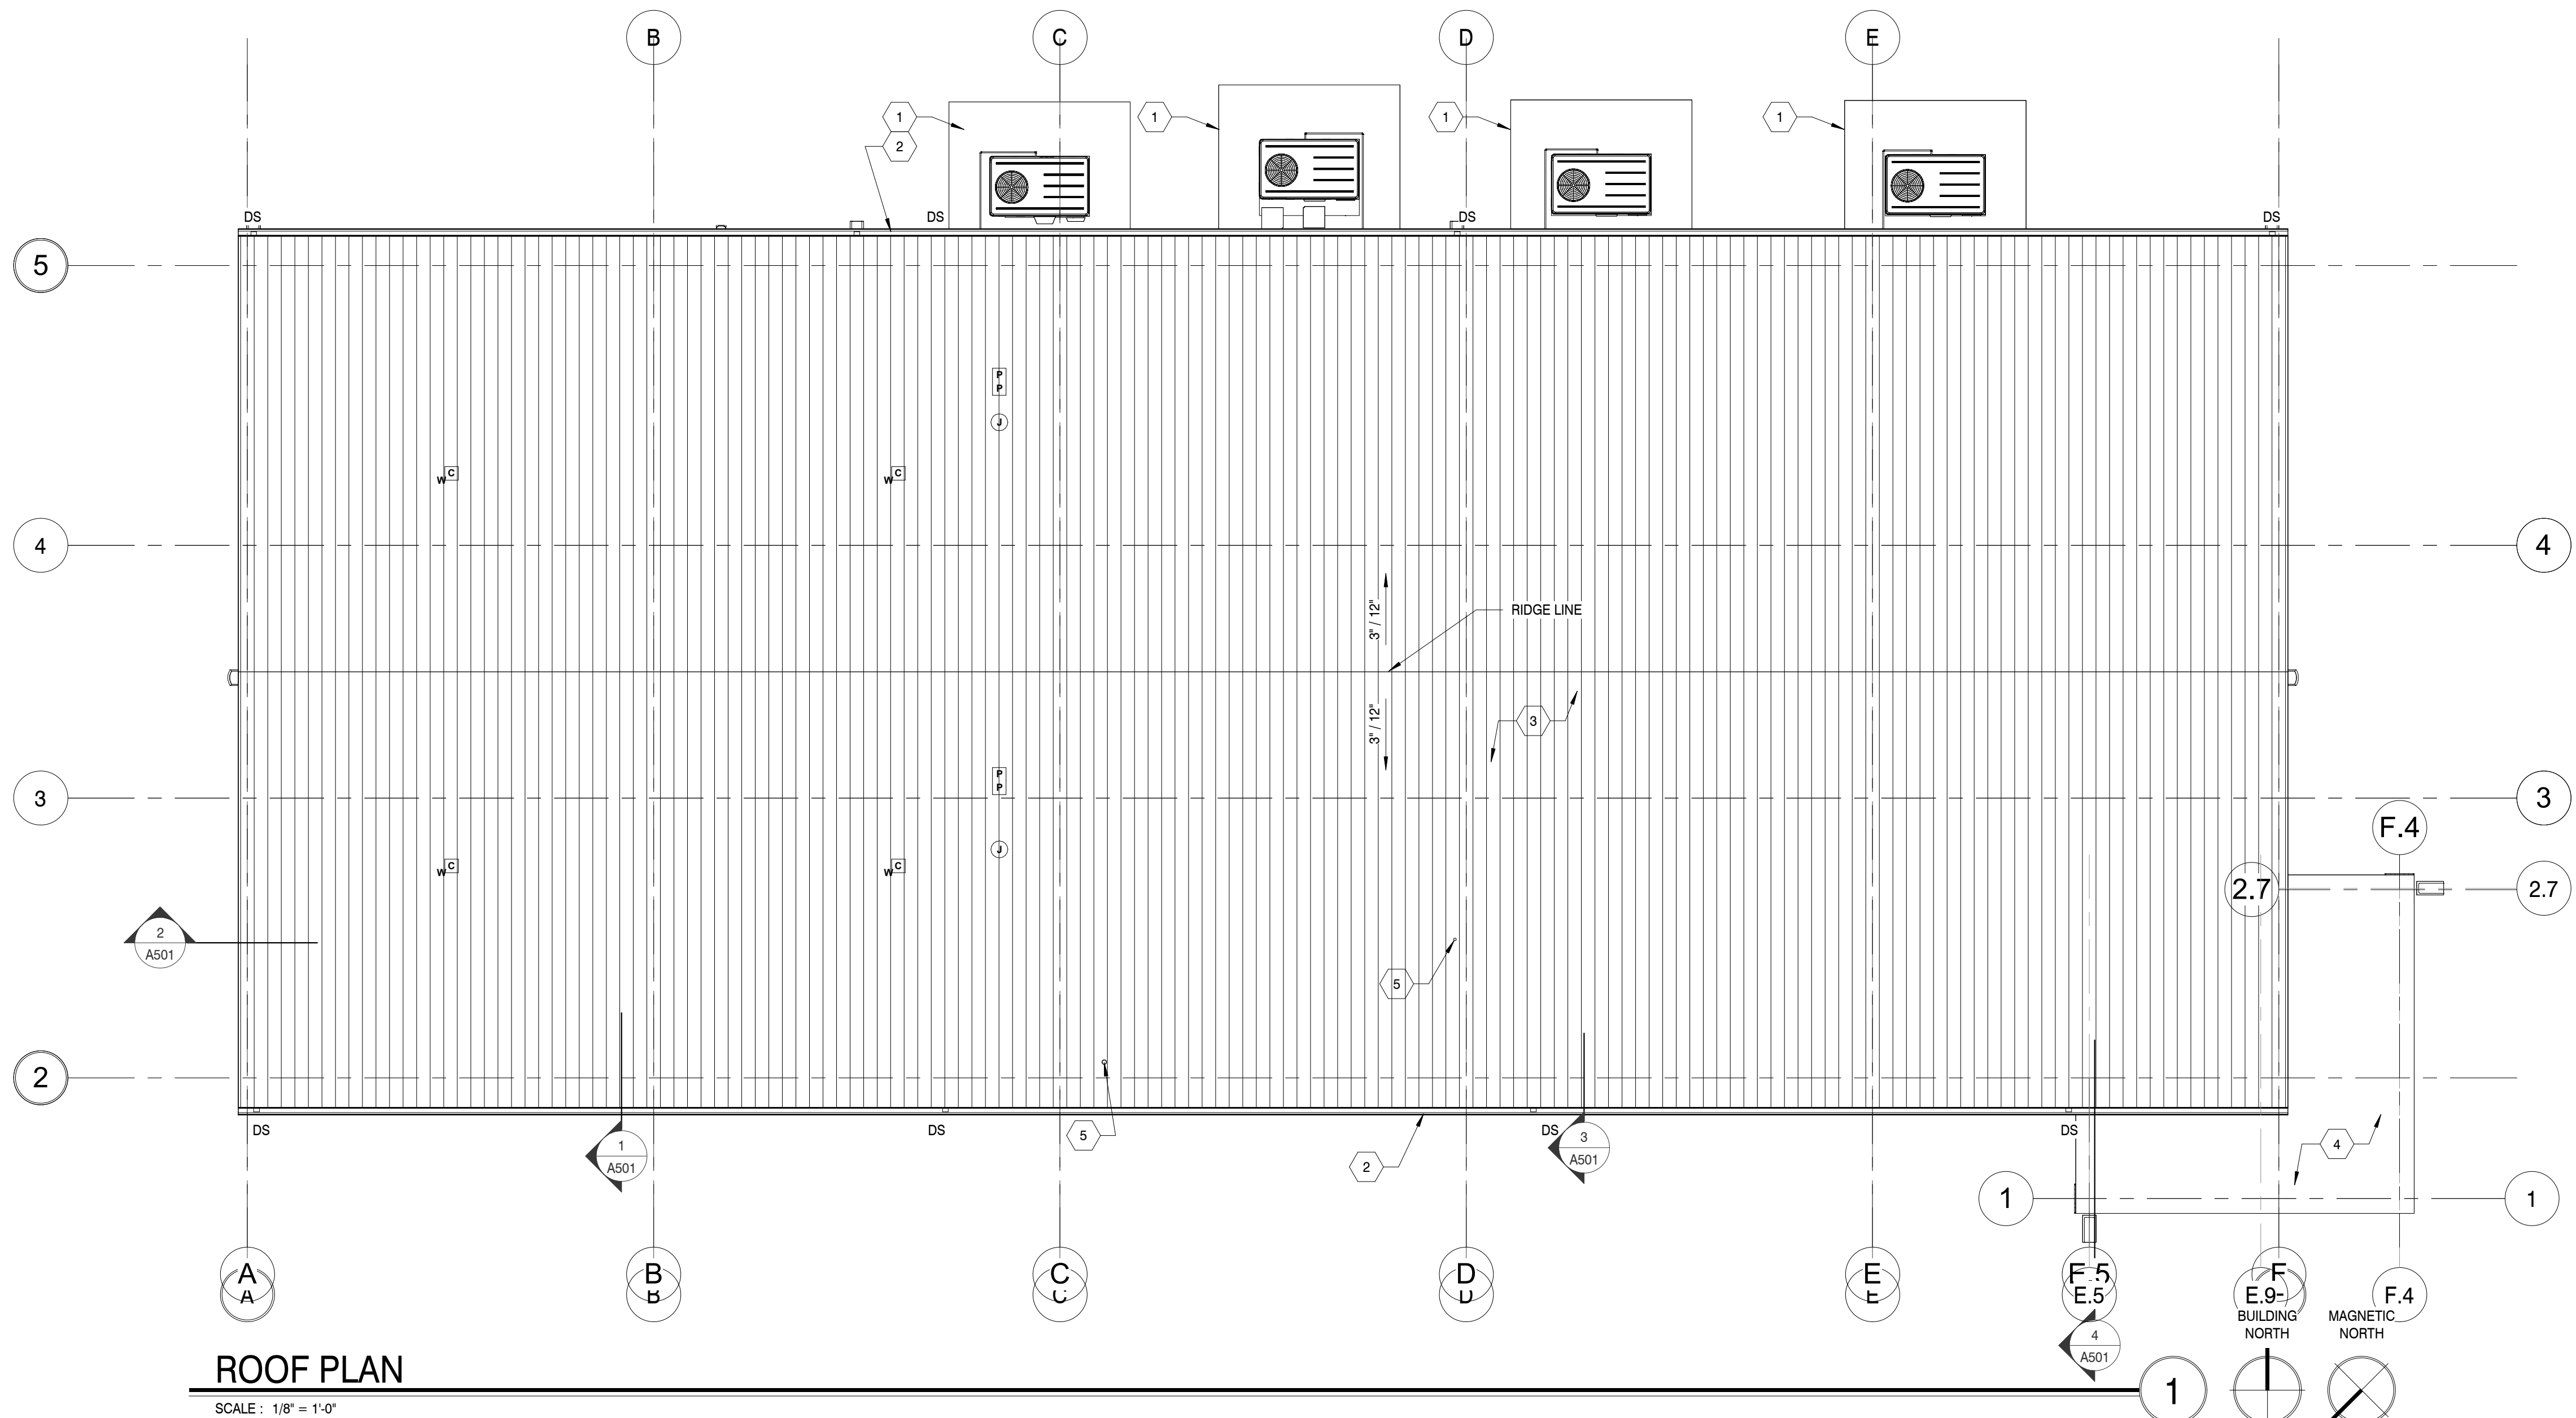 B
C
D
E
1
1
1
1
2
DS
DS
DS
DS
5
P
P
J
C
W
C
W
4
4
3" / 12"
RIDGE LINE
3" / 12"
3
P
P
3
3
F.4
J
C
W
C
W
2.7
2.7
2
A501
5
2
DS
DS
5
DS
DS
1
A501
2
3
A501
4
1
1
A
B
C
D
E
F
A
B
C
D
E
E.5
E.9-
F.4
BUILDING
NORTH
MAGNETIC
NORTH
4
A501
ROOF PLAN
1
SCALE : 1/8" = 1'-0"